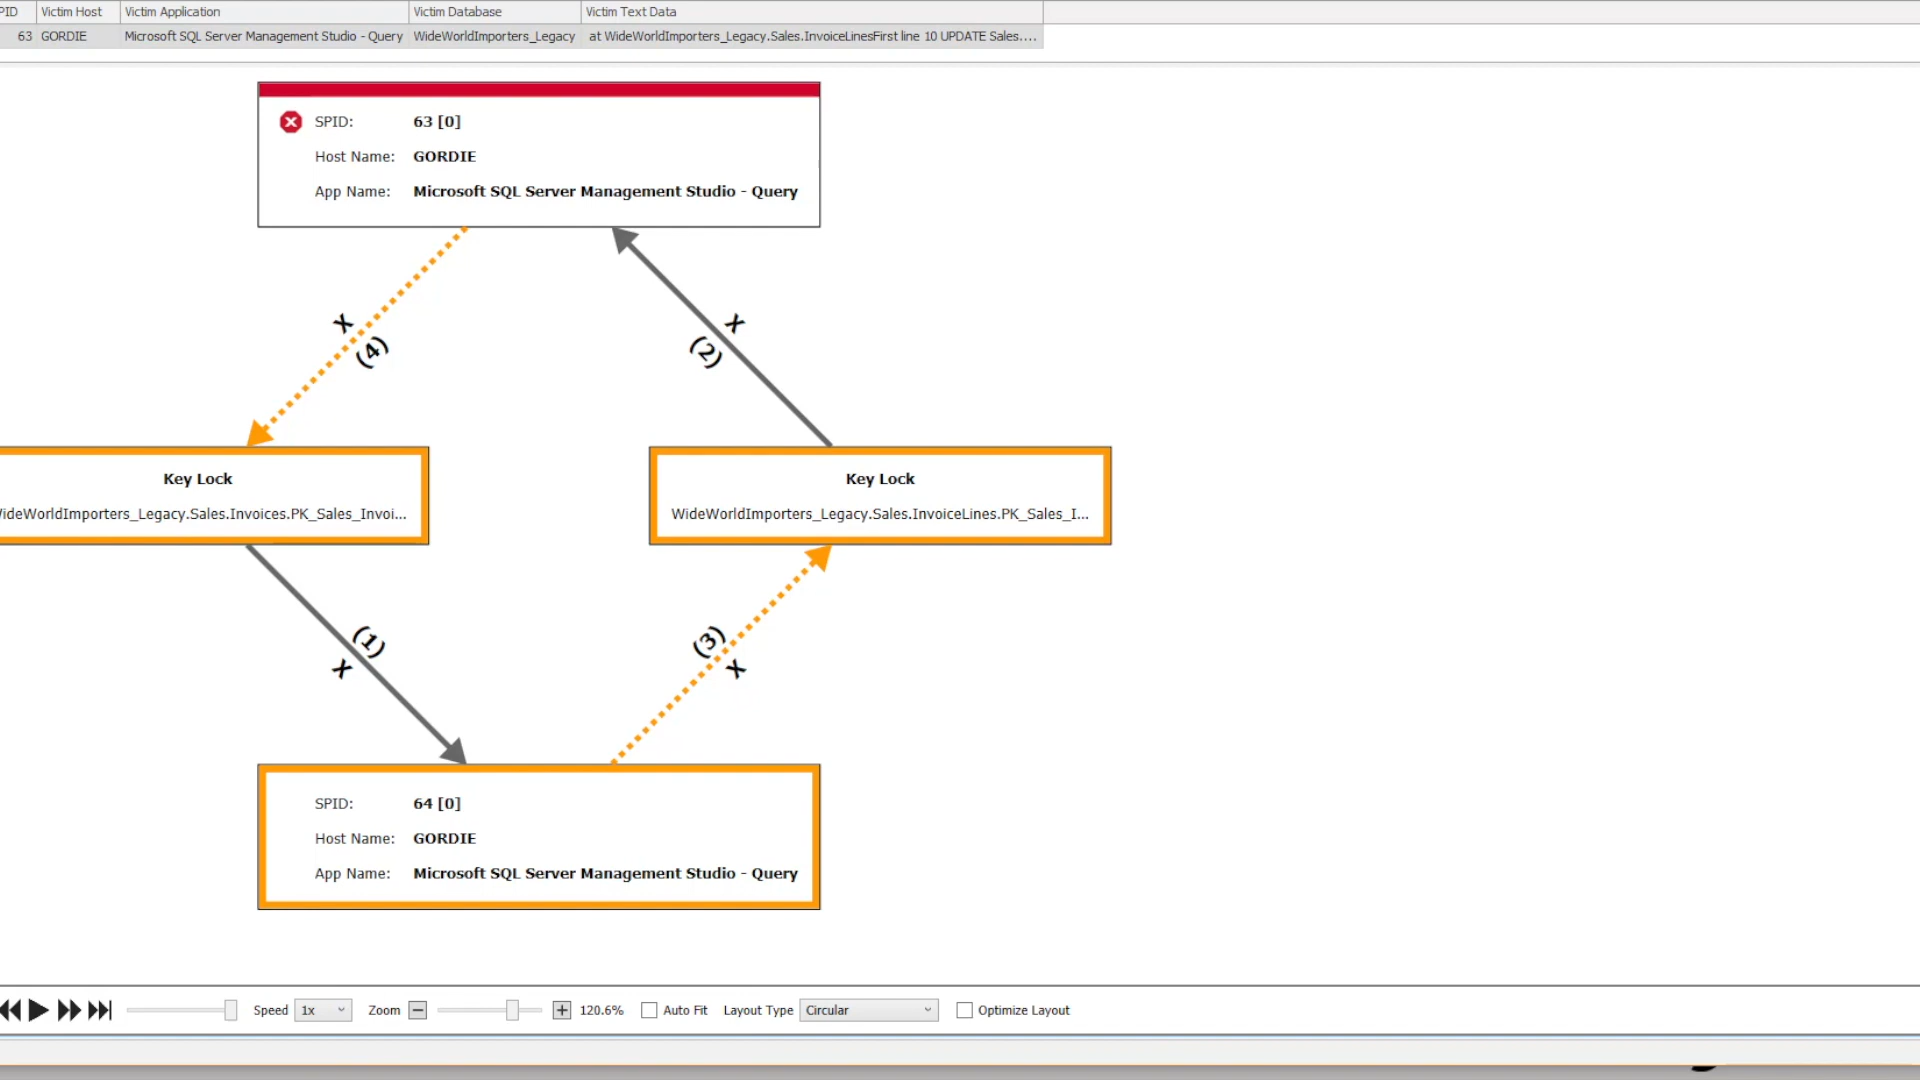 PID Victim Host Victim Application Victim Database Victim Text Data
63 GORDIE Microsoft SQL Server Management Studio - Query WideWorldImporters_Legacy at WideWorldImporters_Legacy.Sales.InvoiceLinesFirst line 10 UPDATE Sales....
SPID: 63 [0]
Host Name: GORDIE
App Name: Microsoft SQL Server Management Studio - Query
X
(4)
X
(2)
Key Lock
WideWorldImporters_Legacy.Sales.Invoices.PK_Sales_Invoi...
Key Lock
WideWorldImporters_Legacy.Sales.InvoiceLines.PK_Sales_I...
(1)
X
(3)
X
SPID: 64 [0]
Host Name: GORDIE
App Name: Microsoft SQL Server Management Studio - Query
Speed 1x Zoom 120.6% Auto Fit Layout Type Circular Optimize Layout